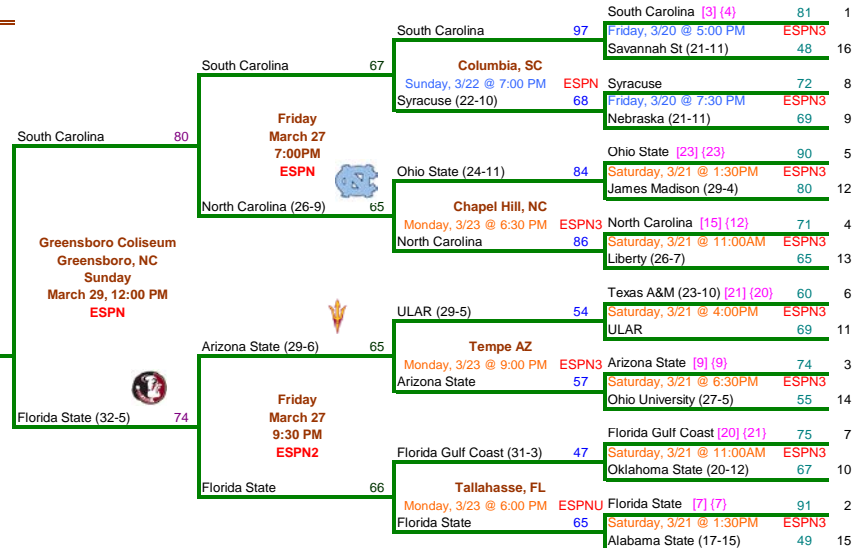 South Carolina [3] {4} 81 1
Friday, 3/20 @ 5:00 PM ESPN3
Savannah St (21-11) 48 16
South Carolina 97
Columbia, SC
Sunday, 3/22 @ 7:00 PM ESPN
Syracuse (22-10) 68
Syracuse 72 8
Friday, 3/20 @ 7:30 PM ESPN3
Nebraska (21-11) 69 9
South Carolina 67
Friday
March 27
7:00PM
ESPN
North Carolina (26-9) 65
Ohio State [23] {23} 90 5
Saturday, 3/21 @ 1:30PM ESPN3
James Madison (29-4) 80 12
Ohio State (24-11) 84
Chapel Hill, NC
Monday, 3/23 @ 6:30 PM ESPN3
North Carolina 86
North Carolina [15] {12} 71 4
Saturday, 3/21 @ 11:00AM ESPN3
Liberty (26-7) 65 13
South Carolina 80
Greensboro Coliseum
Greensboro, NC
Sunday
March 29, 12:00 PM
ESPN
Florida State (32-5) 74
Texas A&M (23-10) [21] {20} 60 6
Saturday, 3/21 @ 4:00PM ESPN3
ULAR 69 11
ULAR (29-5) 54
Tempe AZ
Monday, 3/23 @ 9:00 PM ESPN3
Arizona State 57
Arizona State [9] {9} 74 3
Saturday, 3/21 @ 6:30PM ESPN3
Ohio University (27-5) 55 14
Arizona State (29-6) 65
Friday
March 27
9:30 PM
ESPN2
Florida State 66
Florida Gulf Coast [20] {21} 75 7
Saturday, 3/21 @ 11:00AM ESPN3
Oklahoma State (20-12) 67 10
Florida Gulf Coast (31-3) 47
Tallahasse, FL
Monday, 3/23 @ 6:00 PM ESPNU
Florida State 65
Florida State [7] {7} 91 2
Saturday, 3/21 @ 1:30PM ESPN3
Alabama State (17-15) 49 15